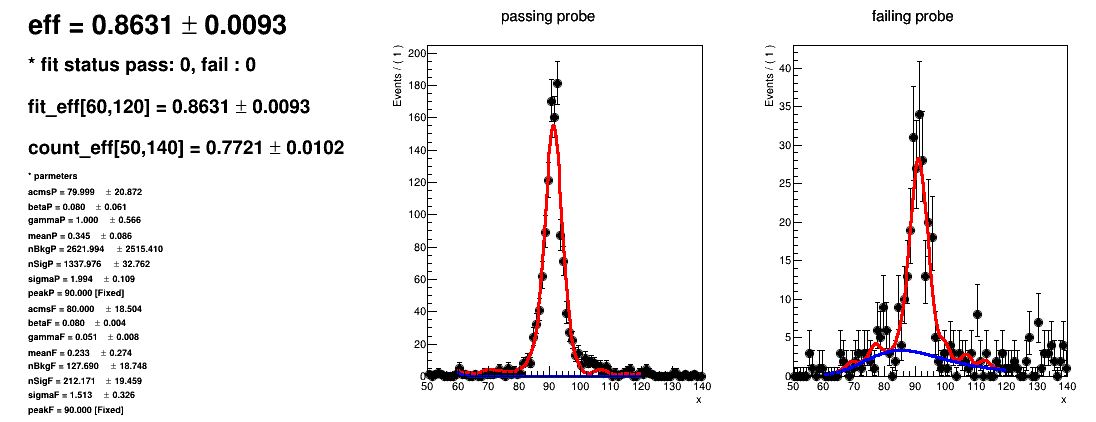 eff = 0.8631 ± 0.0093
* fit status pass: 0, fail : 0
fit_eff[60,120] = 0.8631 ± 0.0093
count_eff[50,140] = 0.7721 ± 0.0102
* parmeters
acmsP = 79.999 ± 20.872
betaP = 0.080 ± 0.061
gammaP = 1.000 ± 0.566
meanP = 0.345 ± 0.086
nBkgP = 2621.994 ± 2515.410
nSigP = 1337.976 ± 32.762
sigmaP = 1.994 ± 0.109
peakP = 90.000 [Fixed]
acmsF = 80.000 ± 18.504
betaF = 0.080 ± 0.004
gammaF = 0.051 ± 0.008
meanF = 0.233 ± 0.274
nBkgF = 127.690 ± 18.748
nSigF = 212.171 ± 19.459
sigmaF = 1.513 ± 0.326
peakF = 90.000 [Fixed]
passing probe
Events / ( 1 )
200
180
160
140
120
100
80
60
40
20
0
50 60 70 80 90 100 110 120 130 140
x
failing probe
Events / ( 1 )
40
35
30
25
20
15
10
5
0
50 60 70 80 90 100 110 120 130 140
x